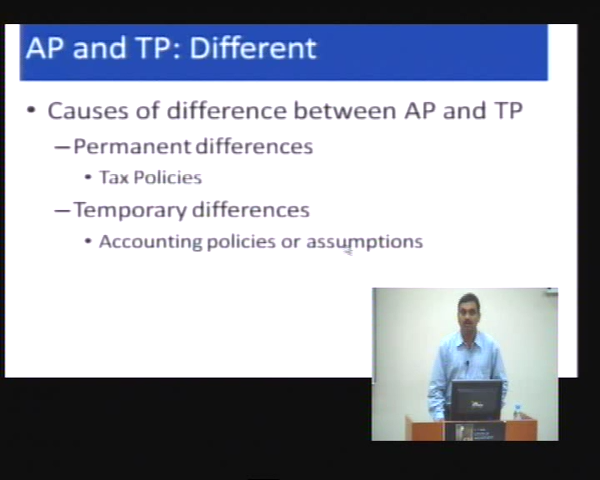 AP and TP: Different
• Causes of difference between AP and TP
– Permanent differences
• Tax Policies
– Temporary differences
• Accounting policies or assumptions